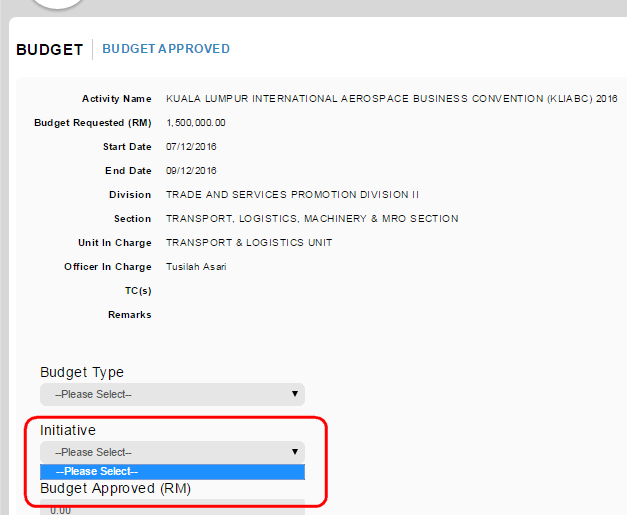 BUDGET BUDGET APPROVED
Activity Name KUALA LUMPUR INTERNATIONAL AEROSPACE BUSINESS CONVENTION (KLIABC) 2016
Budget Requested (RM) 1,500,000.00
Start Date 07/12/2016
End Date 09/12/2016
Division TRADE AND SERVICES PROMOTION DIVISION II
Section TRANSPORT, LOGISTICS, MACHINERY & MRO SECTION
Unit In Charge TRANSPORT & LOGISTICS UNIT
Officer In Charge Tusilah Asari
TC(s)
Remarks
Budget Type
--Please Select--
Initiative
--Please Select--
--Please Select--
Budget Approved (RM)
0.00